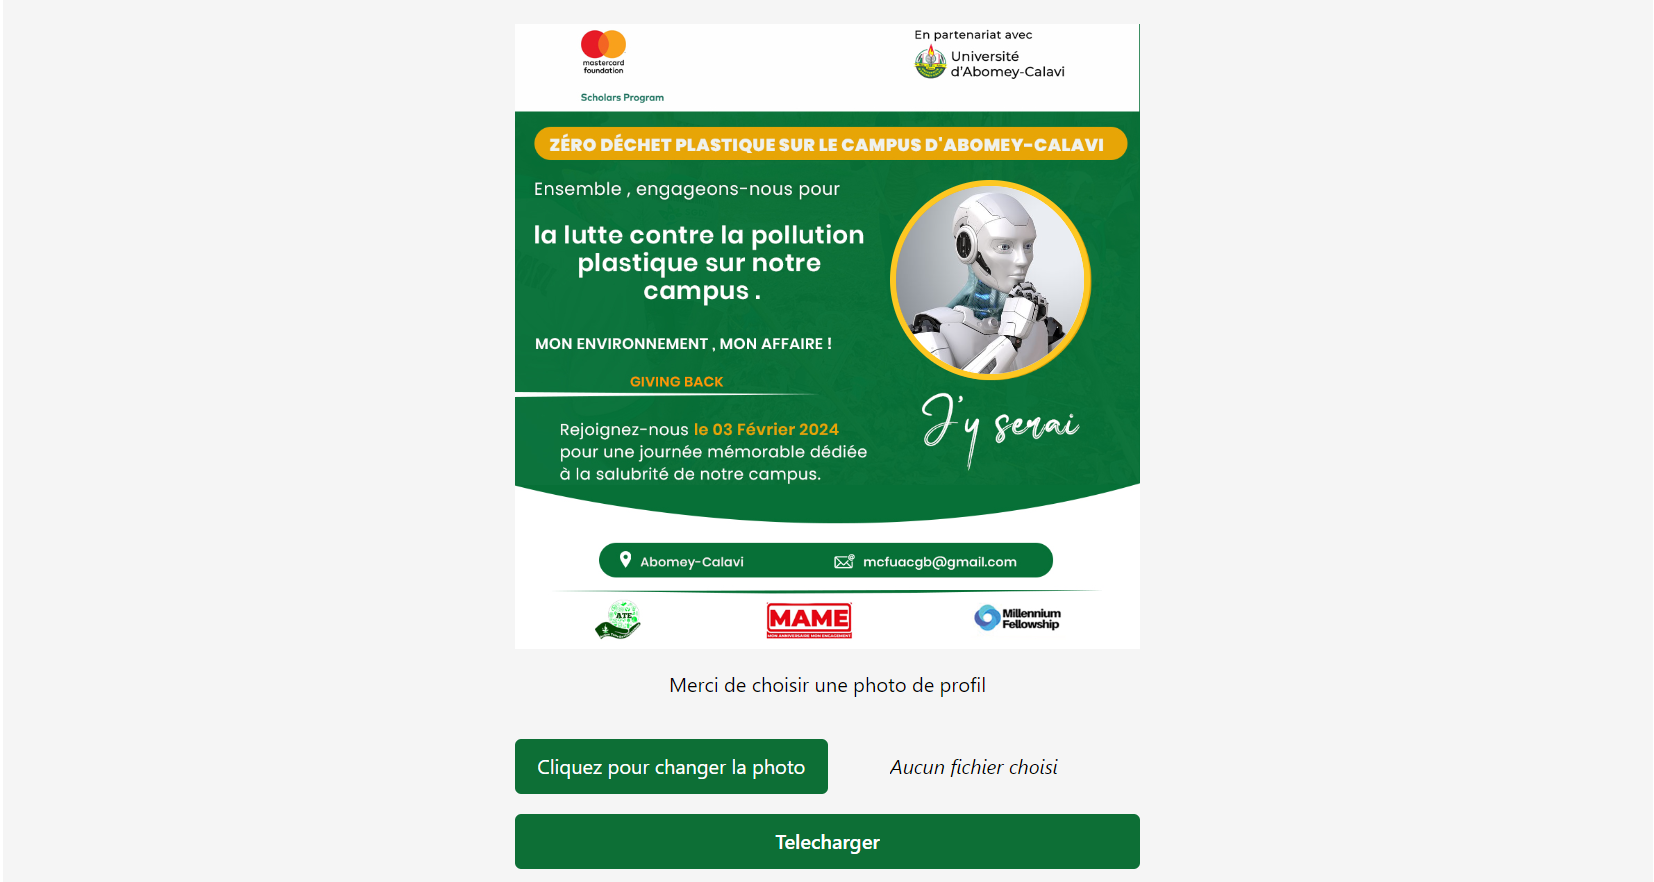 mastercard
foundation
Scholars Program
En partenariat avec
Université
d'Abomey-Calavi
ZÉRO DÉCHET PLASTIQUE SUR LE CAMPUS D'ABOMEY-CALAVI
Ensemble , engageons-nous pour
la lutte contre la pollution
plastique sur notre
campus .
MON ENVIRONNEMENT , MON AFFAIRE !
GIVING BACK
J'y serai
Rejoignez-nous le 03 Février 2024
pour une journée mémorable dédiée
à la salubrité de notre campus.
Abomey-Calavi
mcfuacgb@gmail.com
ATE
MAME
MON ANNIVERSAIRE MON ENGAGEMENT
Millennium
Fellowship
Merci de choisir une photo de profil
Cliquez pour changer la photo
Aucun fichier choisi
Telecharger